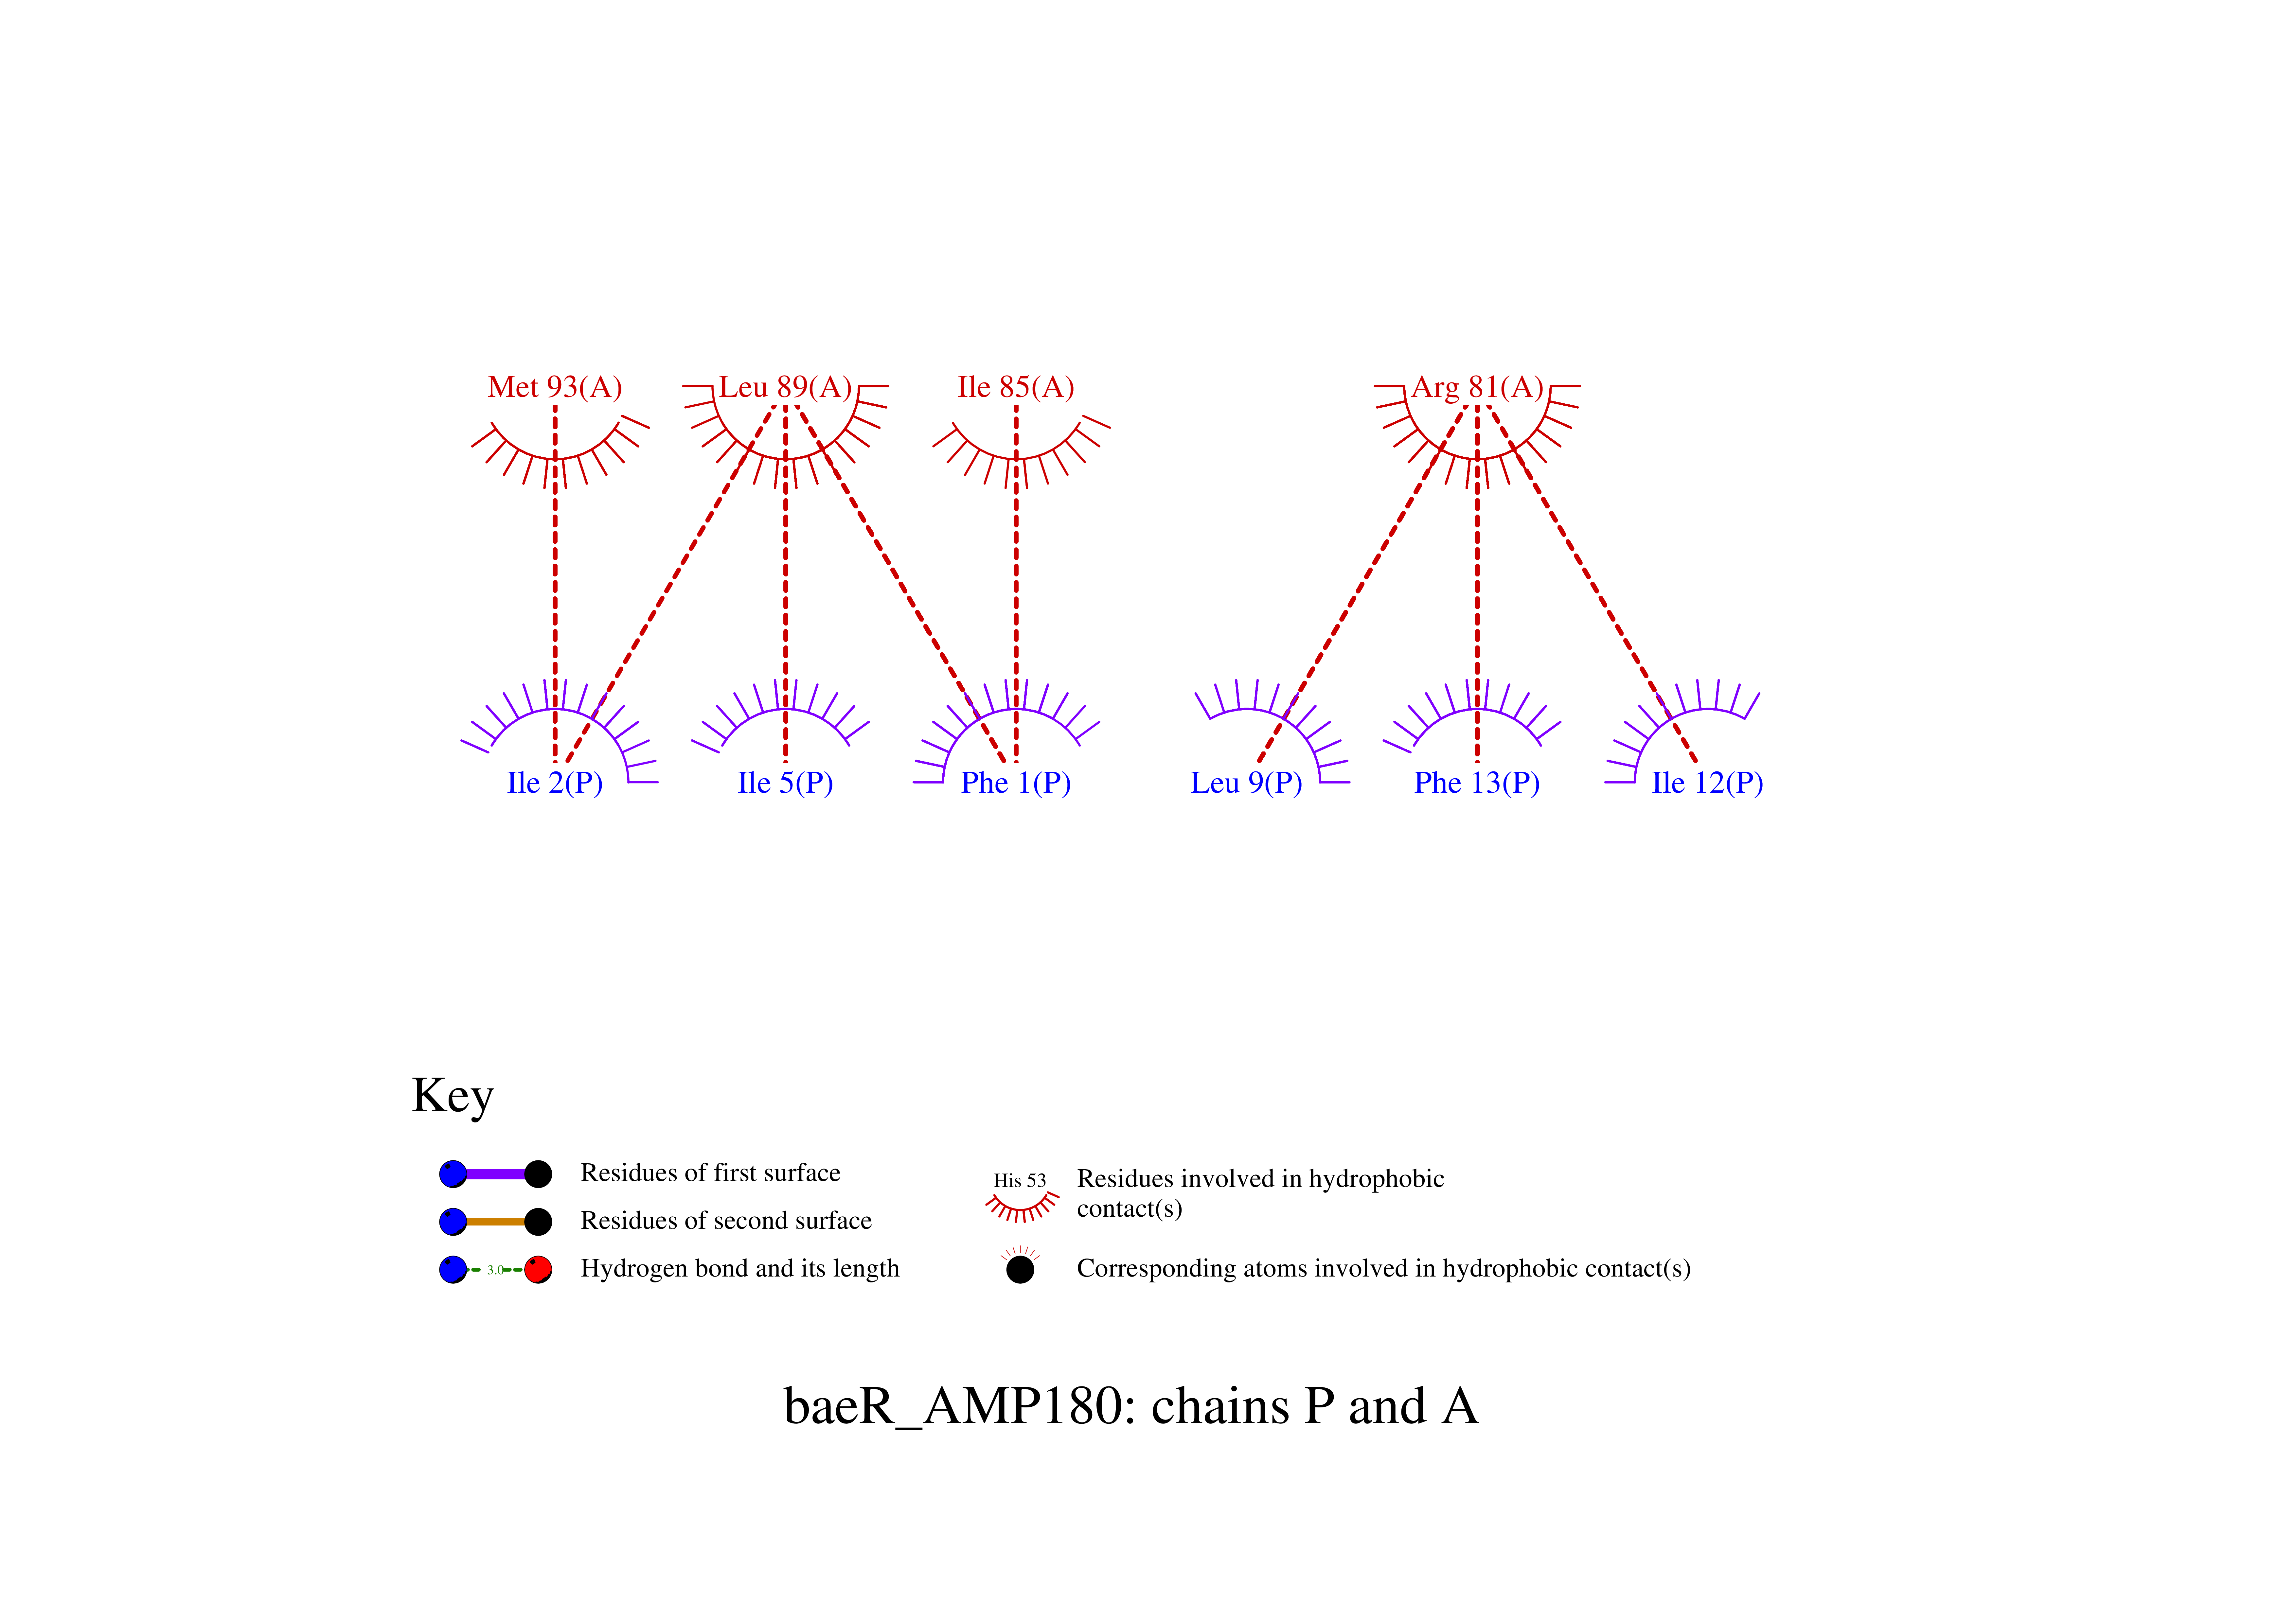 Met 93(A) Leu 89(A) Ile 85(A) Arg 81(A)
Ile 2(P) Ile 5(P) Phe 1(P) Leu 9(P) Phe 13(P) Ile 12(P)
Key
Residues of first surface
Residues of second surface
3.0 Hydrogen bond and its length
His 53 Residues involved in hydrophobic
contact(s)
Corresponding atoms involved in hydrophobic contact(s)
baeR_AMP180: chains P and A